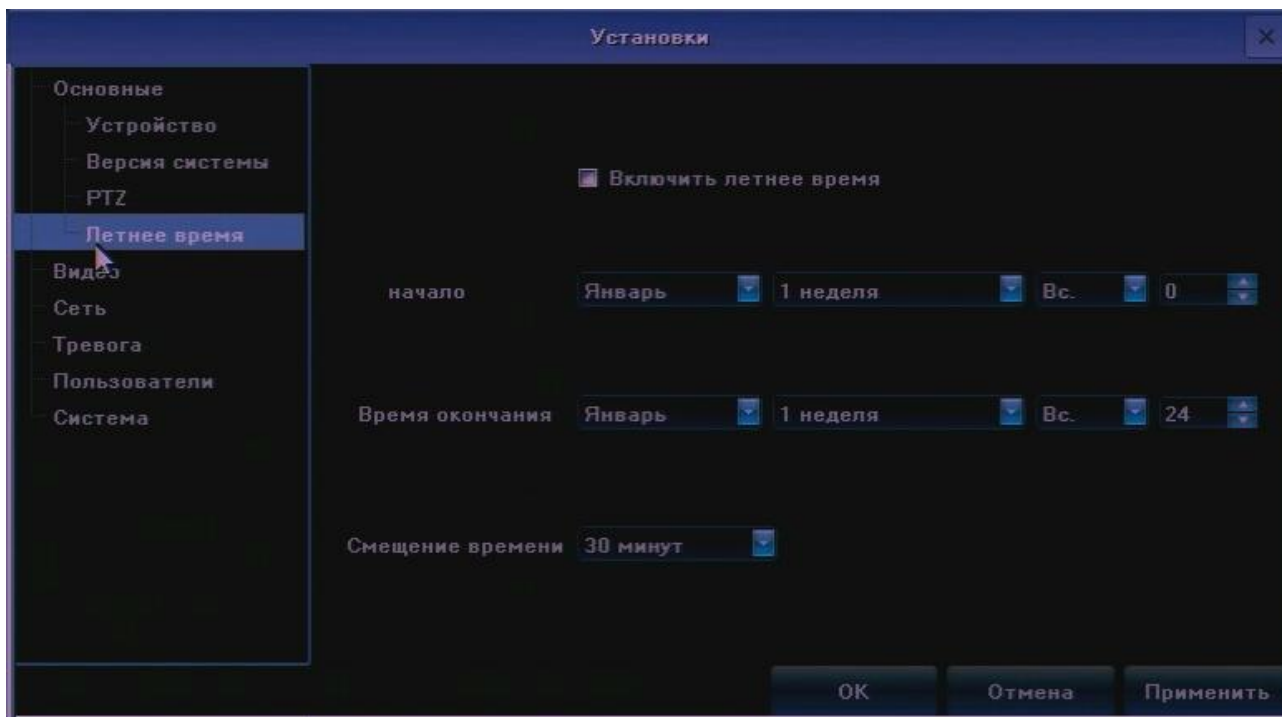 Установки
Основные
Устройство
Версия системы
PTZ
Летнее время
Видео
Сеть
Тревога
Пользователи
Система
Включить летнее время
начало Январь 1 неделя Вс. 0
Время окончания Январь 1 неделя Вс. 24
Смещение времени 30 минут
OK Отмена Применить